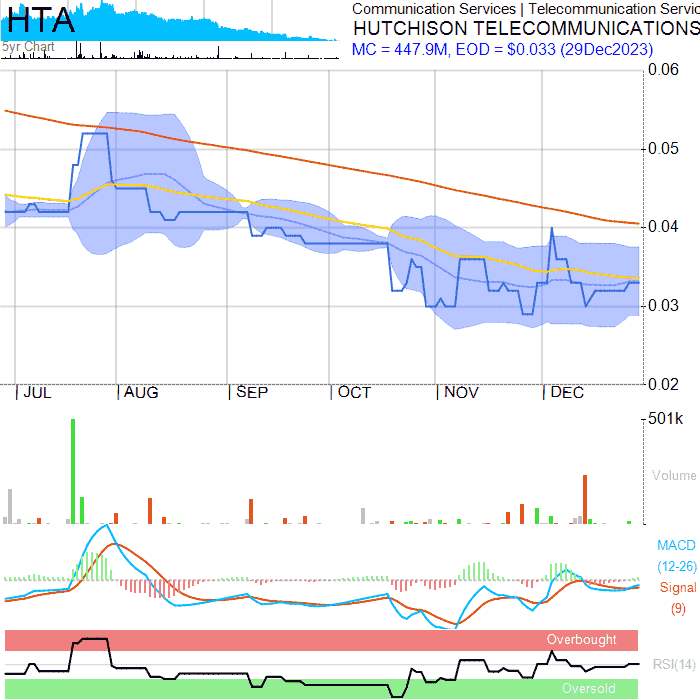 HTA
5yr Chart
Communication Services | Telecommunication Servic
HUTCHISON TELECOMMUNICATIONS
MC = 447.9M, EOD = $0.033 (29Dec2023)
0.06
0.05
0.04
0.03
0.02
JUL AUG SEP OCT NOV DEC
501k
Volume
MACD
(12-26)
Signal
(9)
Overbought
RSI(14)
Oversold